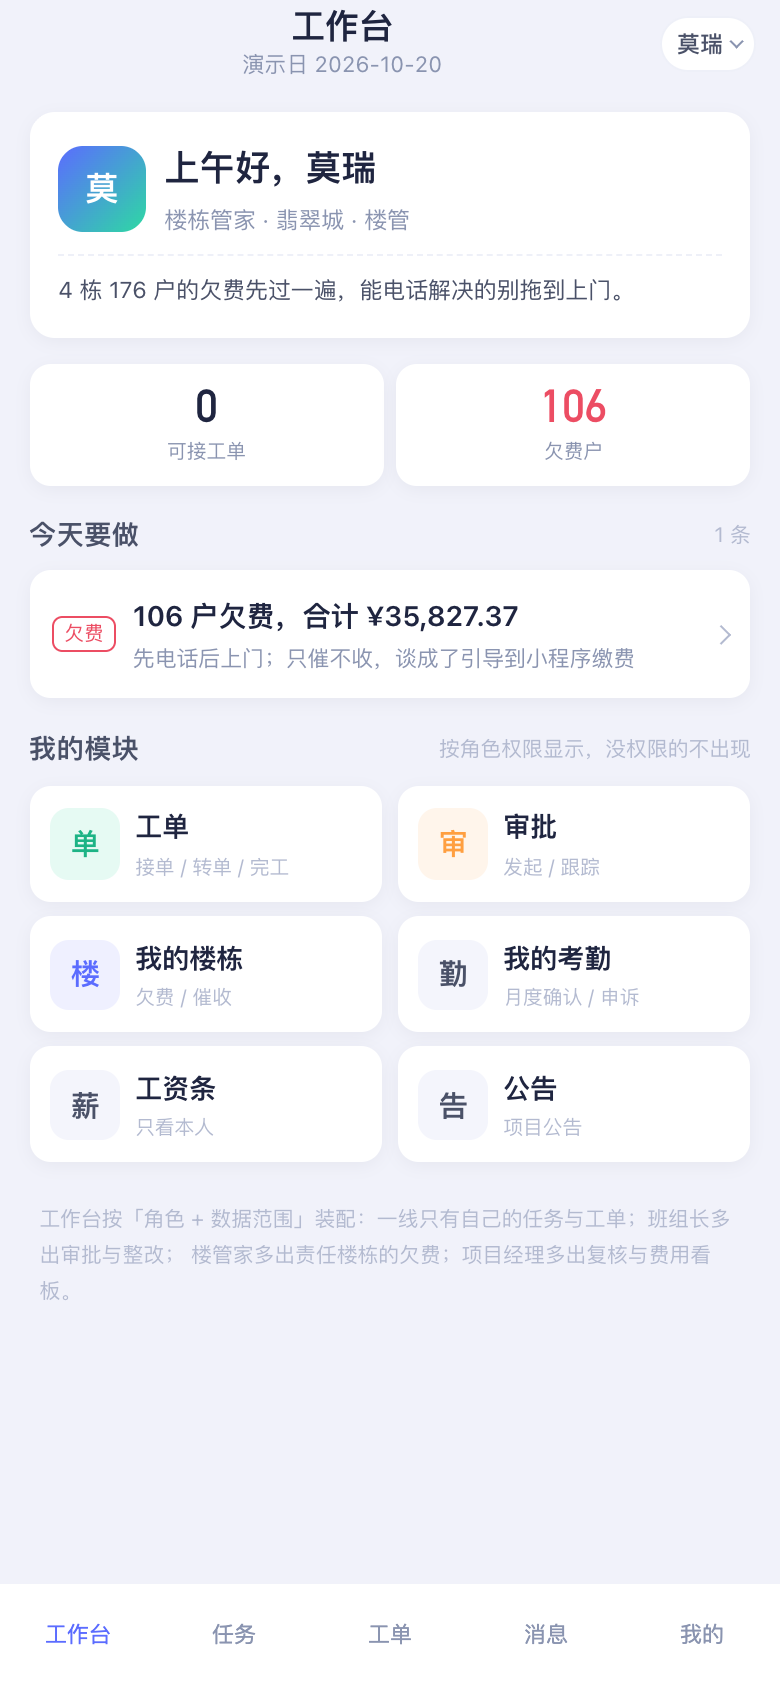 工作台
演示日 2026-10-20
莫瑞
莫
上午好，莫瑞
楼栋管家 · 翡翠城 · 楼管
4 栋 176 户的欠费先过一遍，能电话解决的别拖到上门。
0
可接工单
106
欠费户
今天要做
1 条
欠费
106 户欠费，合计 ¥35,827.37
先电话后上门；只催不收，谈成了引导到小程序缴费
我的模块
按角色权限显示，没权限的不出现
单
工单
接单 / 转单 / 完工
审
审批
发起 / 跟踪
楼
我的楼栋
欠费 / 催收
勤
我的考勤
月度确认 / 申诉
薪
工资条
只看本人
告
公告
项目公告
工作台按「角色 + 数据范围」装配：一线只有自己的任务与工单；班组长多
出审批与整改； 楼管家多出责任楼栋的欠费；项目经理多出复核与费用看
板。
工作台
任务
工单
消息
我的